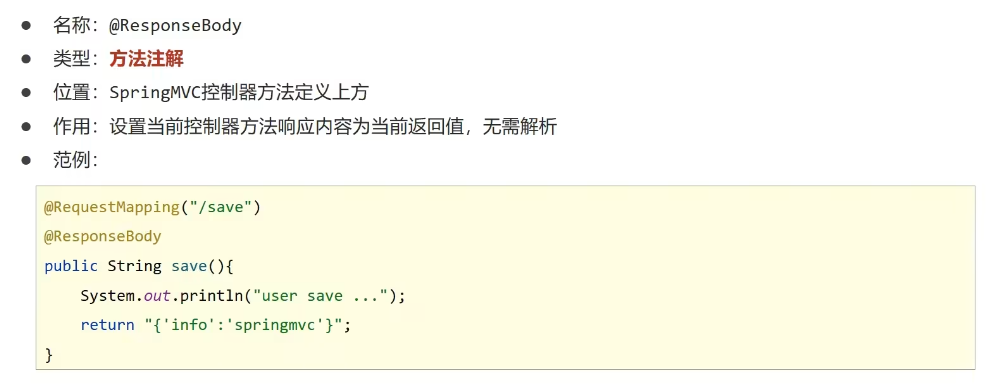 ● 名称：@ResponseBody
● 类型：方法注解
● 位置：SpringMVC控制器方法定义上方
● 作用：设置当前控制器方法响应内容为当前返回值，无需解析
● 范例：
@RequestMapping("/save")
@ResponseBody
public String save(){
    System.out.println("user save ...");
    return "{'info':'springmvc'}";
}